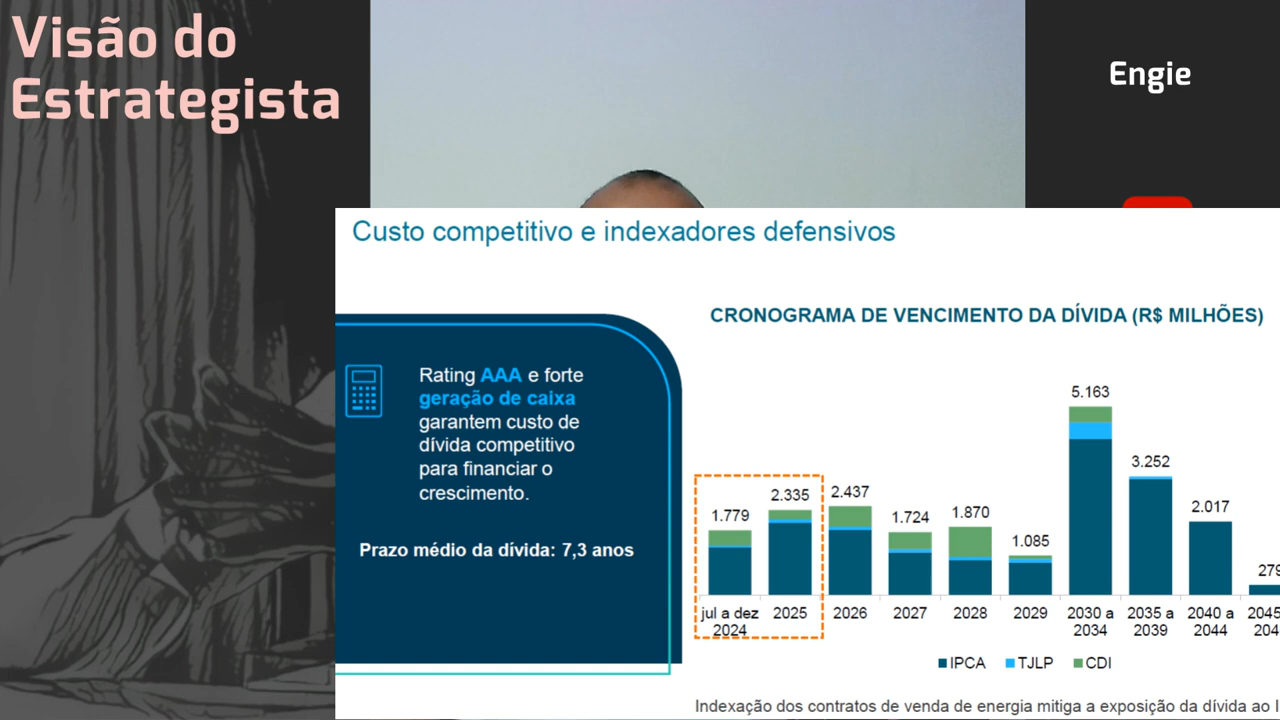 Visão do
Estrategista
Engie
Custo competitivo e indexadores defensivos
Rating AAA e forte
geração de caixa
garantem custo de
dívida competitivo
para financiar o
crescimento.
Prazo médio da dívida: 7,3 anos
CRONOGRAMA DE VENCIMENTO DA DÍVIDA (R$ MILHÕES)
1.779 2.335 2.437 1.724 1.870 1.085 5.163 3.252 2.017 279
jul a dez 2025 2026 2027 2028 2029 2030 a 2035 a 2040 a 2045
2024 2034 2039 2044 204
IPCA TJLP CDI
Indexação dos contratos de venda de energia mitiga a exposição da dívida ao I